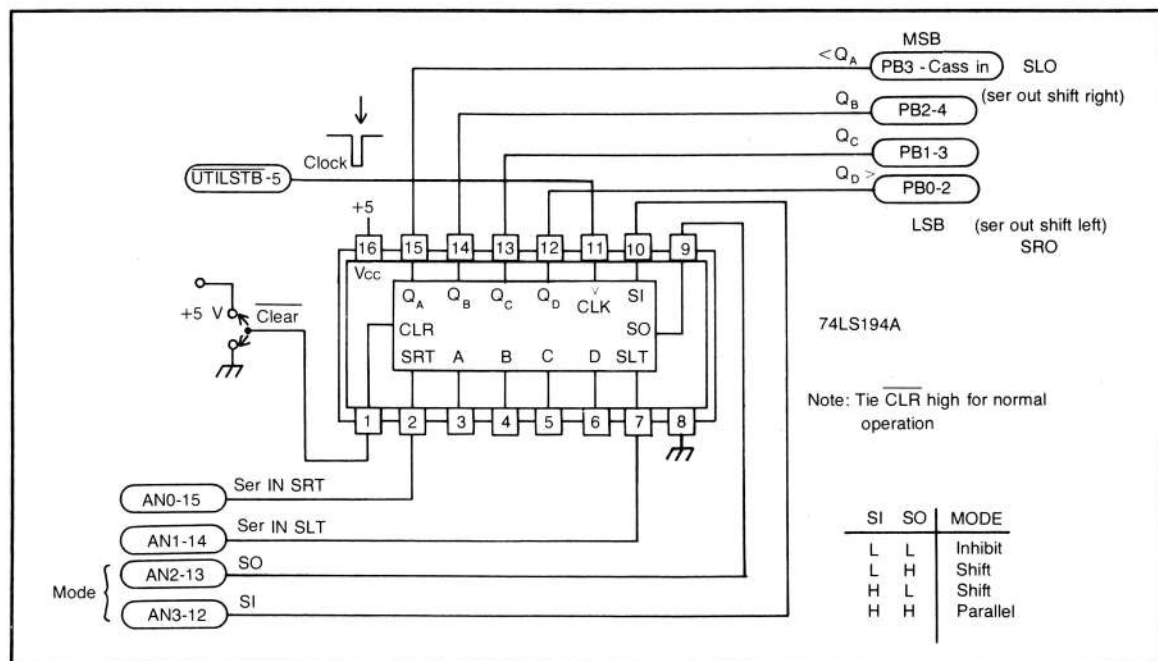 MSB
<QA
PB3 - Cass in
SLO
(ser out shift right)
QB
PB2-4
QC
PB1-3
QD >
PB0-2
LSB
(ser out shift left)
SRO
Clock
UTILSTB-5
+5
16 15 14 13 12 11 10 9
Vcc
QA QB QC QD CLK SI
CLR
SO
SRT A B C D SLT
1 2 3 4 5 6 7 8
+5 V
Clear
74LS194A
Note: Tie CLR high for normal
operation
AN0-15
Ser IN SRT
AN1-14
Ser IN SLT
Mode
AN2-13
SO
AN3-12
SI
SI SO MODE
L L Inhibit
L H Shift
H L Shift
H H Parallel